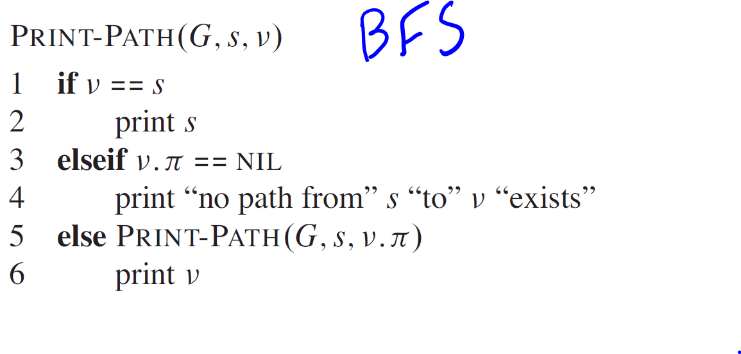 PRINT-PATH(G, s, v) BFS
1 if v == s
2 print s
3 elseif v.π == NIL
4 print “no path from” s “to” v “exists”
5 else PRINT-PATH(G, s, v.π)
6 print v